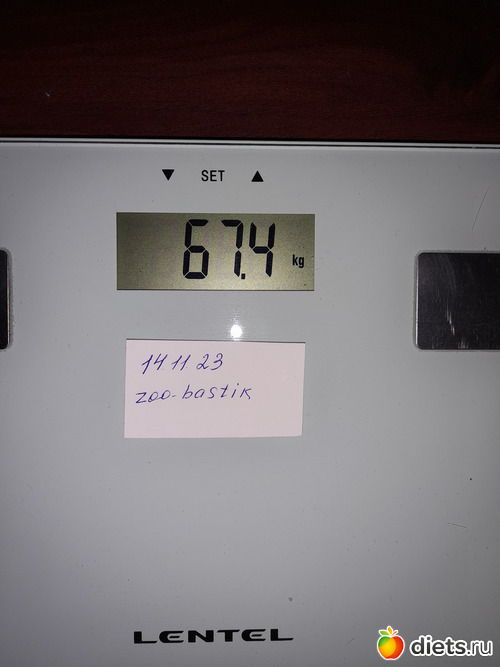 ▼ SET ▲
67.4 kg
14 11 23
zoo-bastik
LENTEL
diets.ru